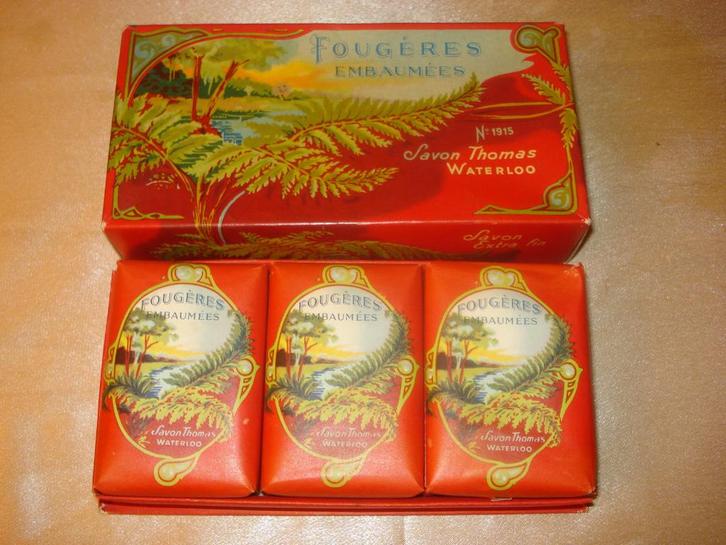 FOUGÈRES
EMBAUMÉES
No 1915
Savon Thomas
WATERLOO
Savon
Extra fin
FOUGÈRES
EMBAUMÉES
Savon Thomas
WATERLOO
FOUGÈRES
EMBAUMÉES
Savon Thomas
WATERLOO
FOUGÈRES
EMBAUMÉES
Savon Thomas
WATERLOO